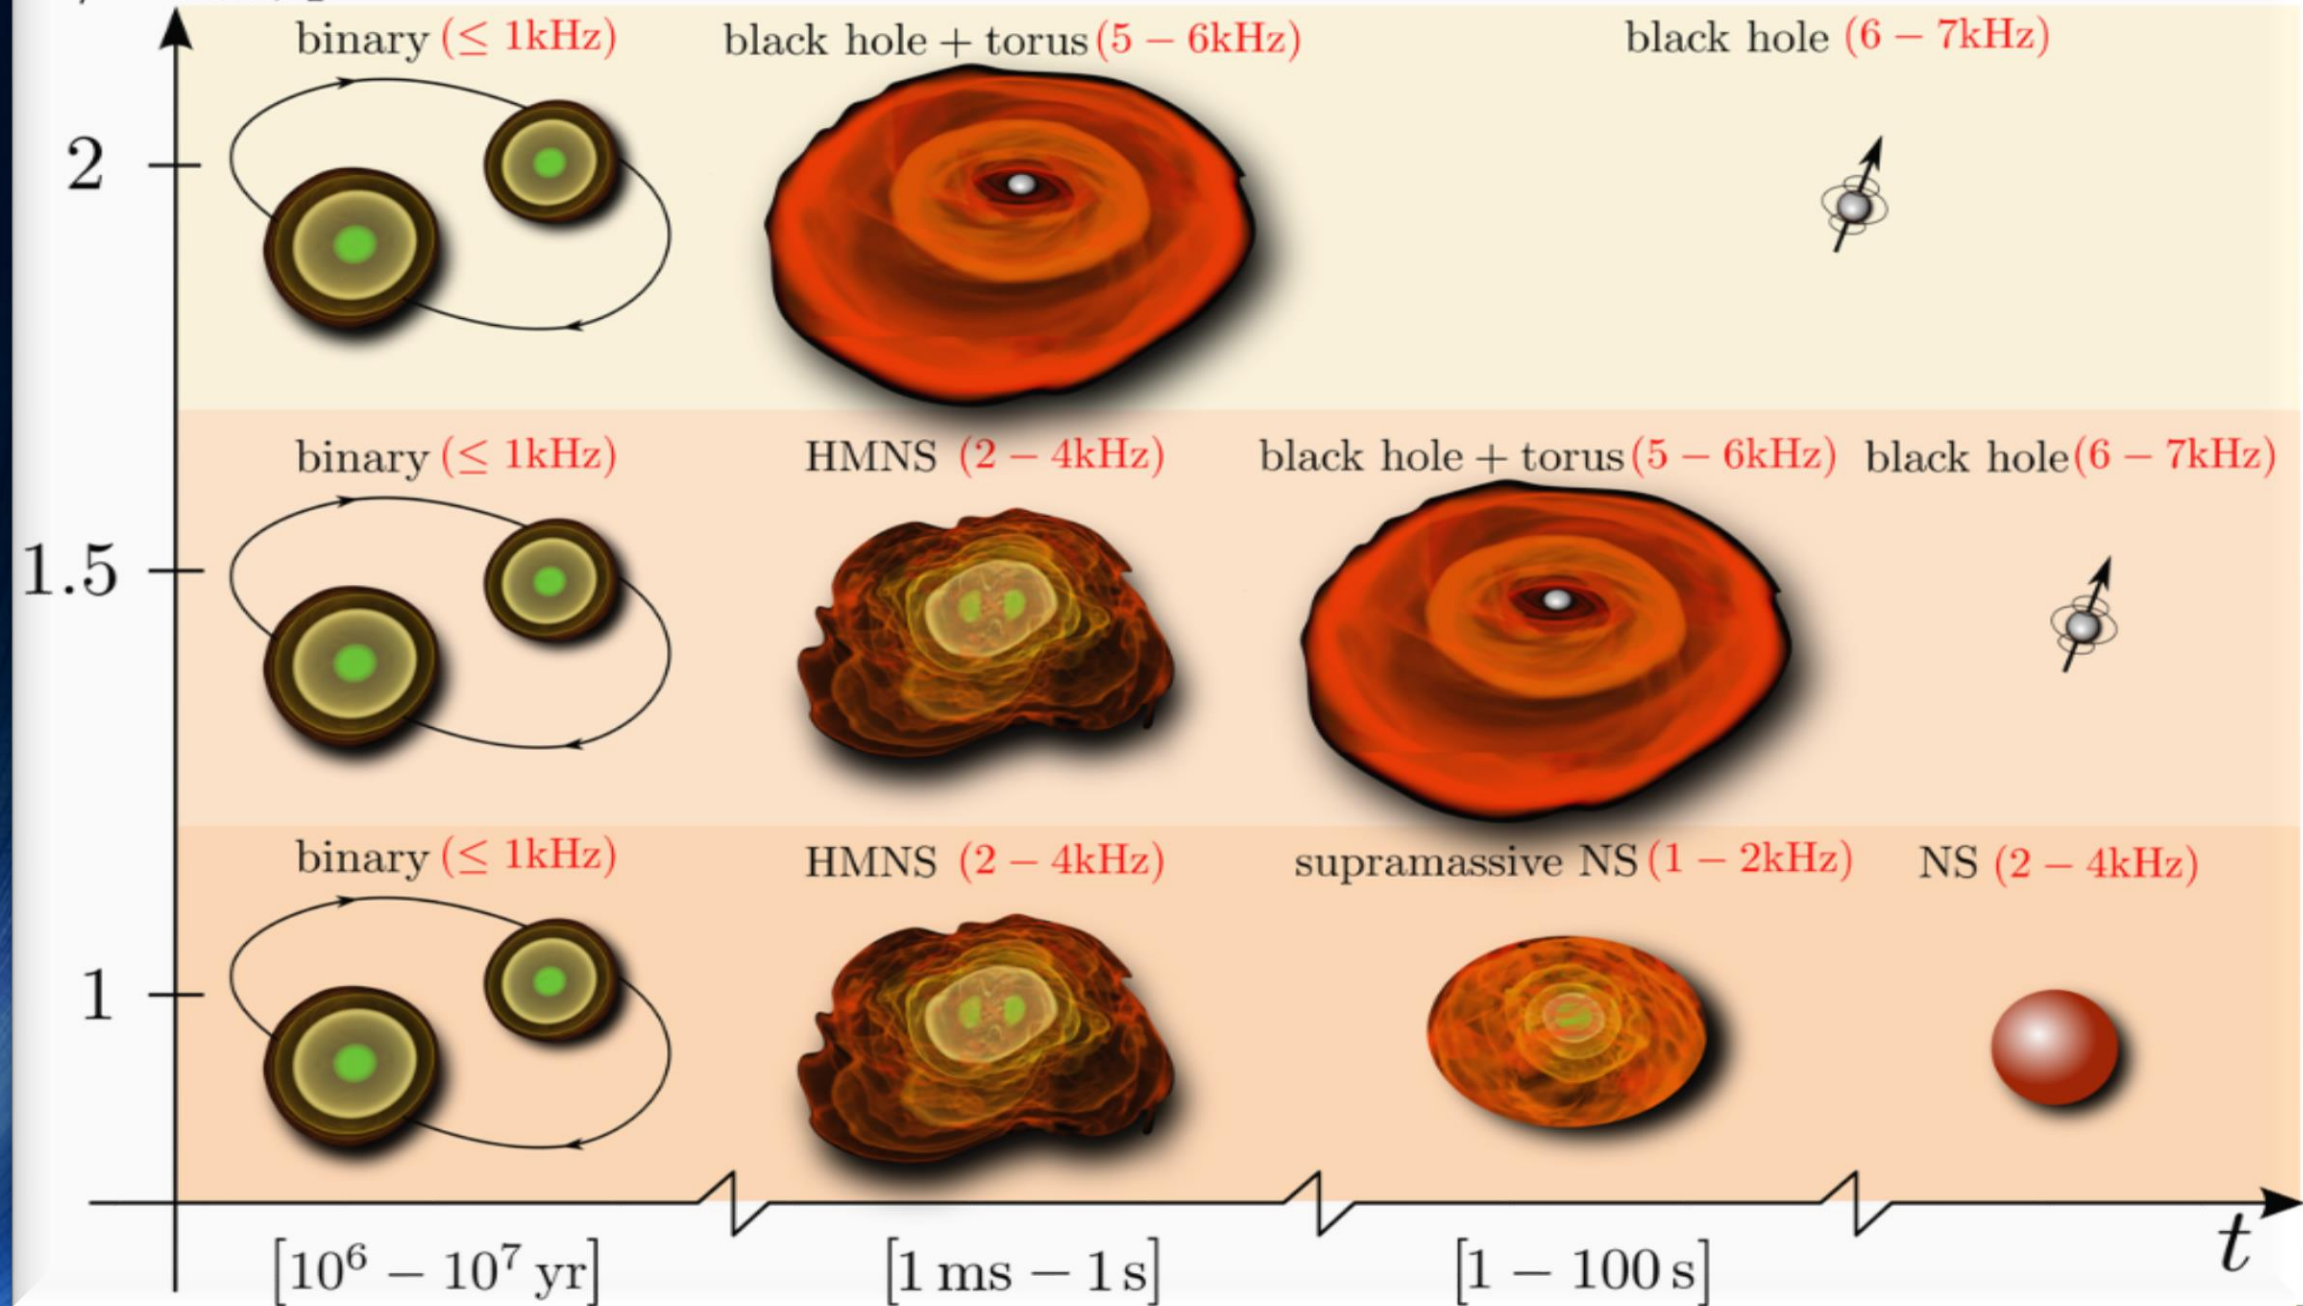 binary (≤ 1kHz) black hole + torus (5 − 6kHz) black hole (6 − 7kHz)
2
binary (≤ 1kHz) HMNS (2 − 4kHz) black hole + torus (5 − 6kHz) black hole (6 − 7kHz)
1.5
binary (≤ 1kHz) HMNS (2 − 4kHz) supramassive NS (1 − 2kHz) NS (2 − 4kHz)
1
[10⁶ − 10⁷ yr] [1 ms − 1 s] [1 − 100 s] t